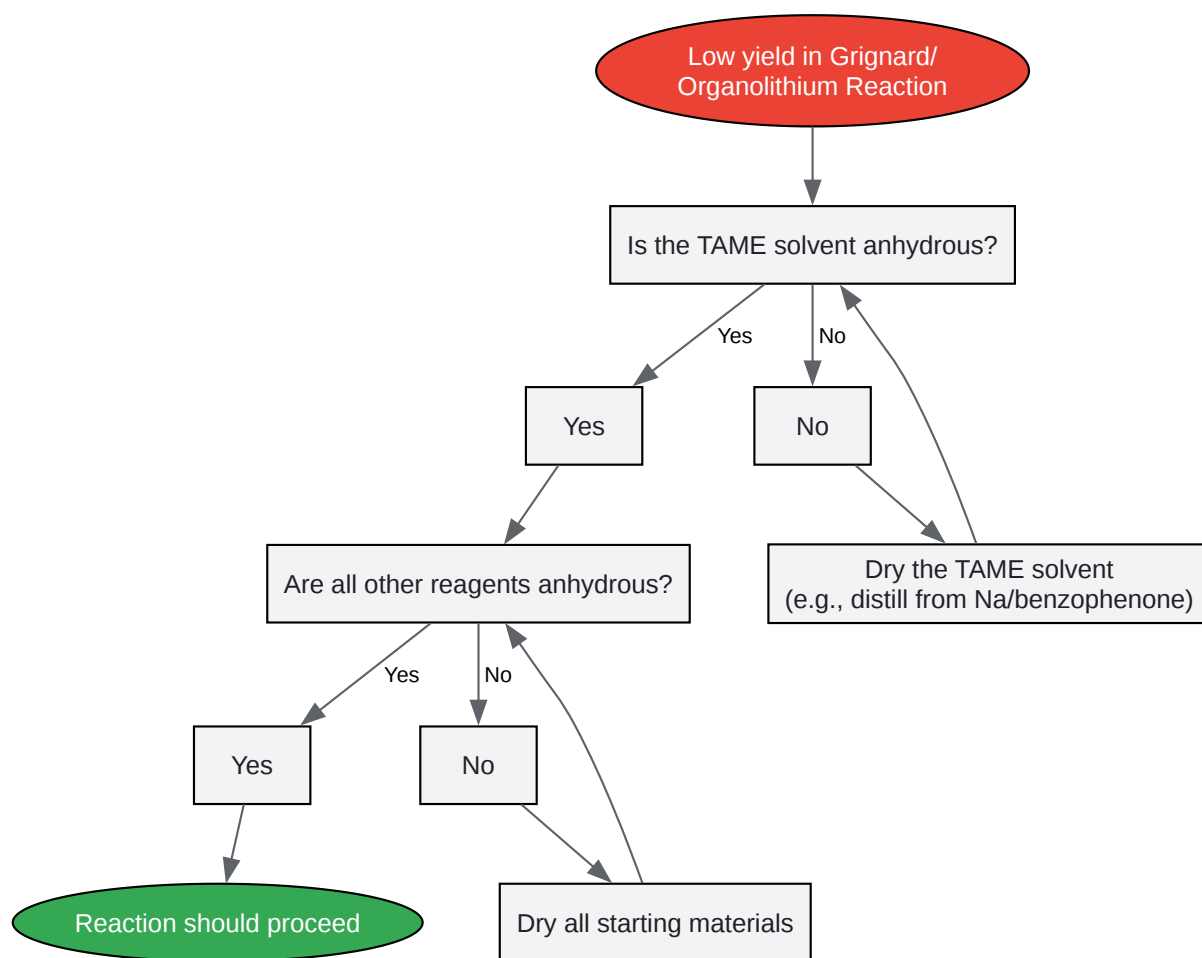 Low yield in Grignard/
Organolithium Reaction
Is the TAME solvent anhydrous?
Yes
No
Yes
No
Dry the TAME solvent
(e.g., distill from Na/benzophenone)
Are all other reagents anhydrous?
Yes
No
Yes
No
Reaction should proceed
Dry all starting materials